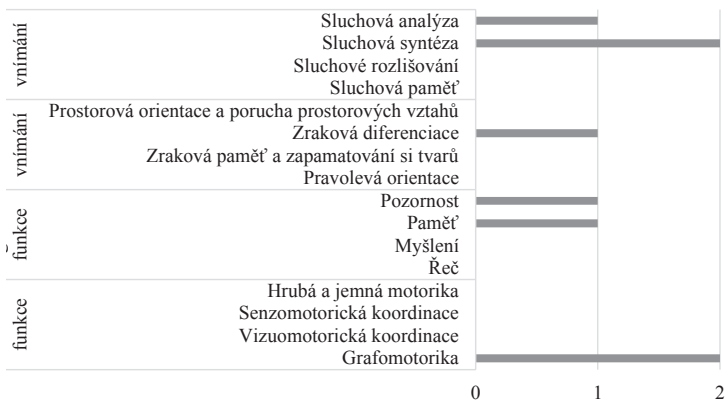 vnímání
Sluchová analýza
Sluchová syntéza
Sluchové rozlišování
Sluchová paměť
vnímání
Prostorová orientace a porucha prostorových vztahů
Zraková diferenciace
Zraková paměť a zapamatování si tvarů
Pravolevá orientace
funkce
Pozornost
Paměť
Myšlení
Řeč
funkce
Hrubá a jemná motorika
Senzomotorická koordinace
Vizuomotorická koordinace
Grafomotorika
0 1 2